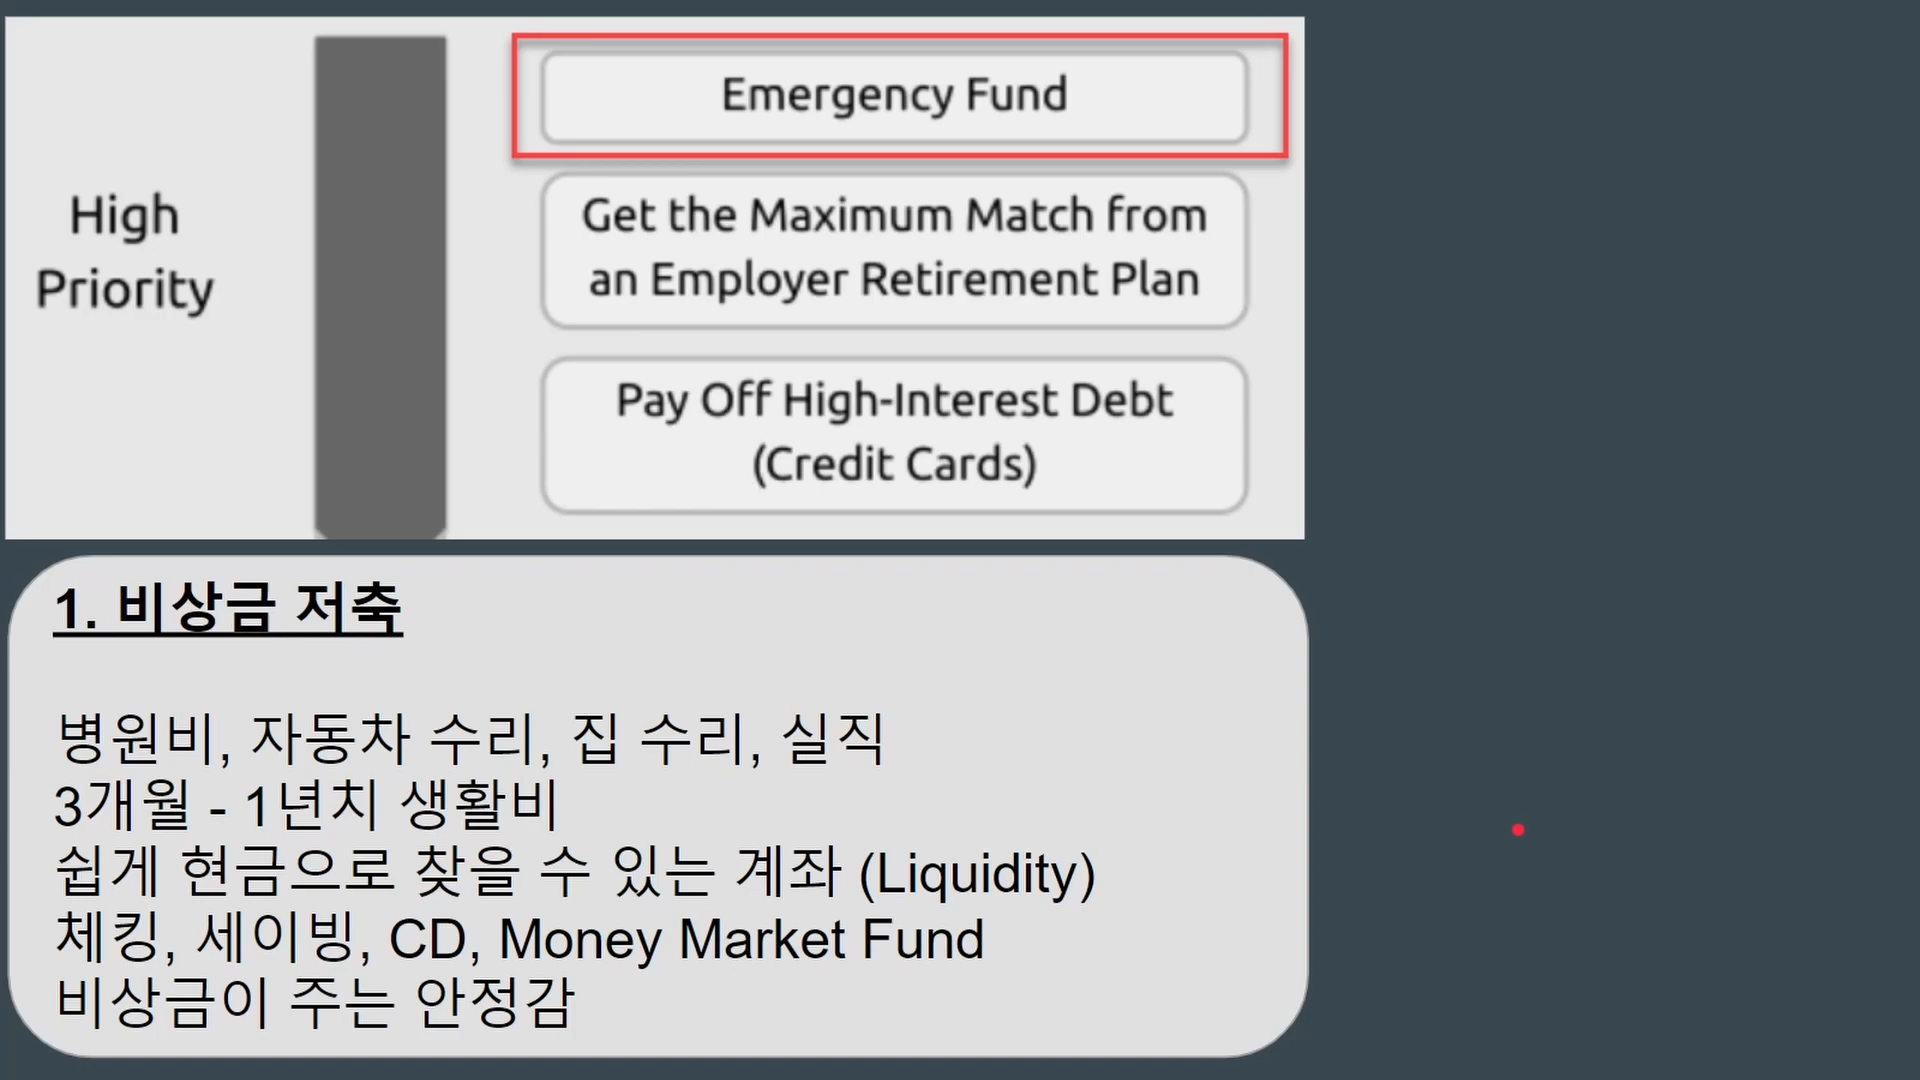 High
Priority
Emergency Fund
Get the Maximum Match from
an Employer Retirement Plan
Pay Off High-Interest Debt
(Credit Cards)
1. 비상금 저축
병원비, 자동차 수리, 집 수리, 실직
3개월 - 1년치 생활비
쉽게 현금으로 찾을 수 있는 계좌 (Liquidity)
체킹, 세이빙, CD, Money Market Fund
비상금이 주는 안정감